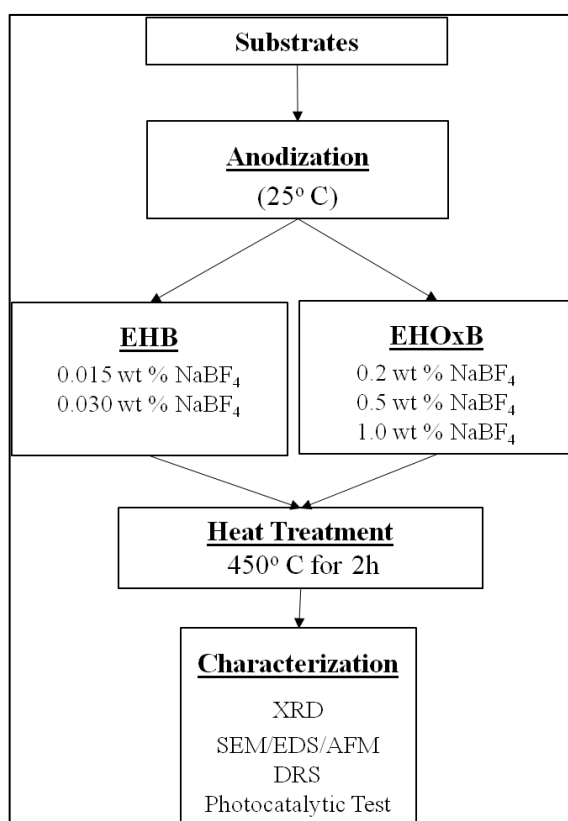 Substrates
Anodization
(25° C)
EHB
0.015 wt % NaBF₄
0.030 wt % NaBF₄
EHOxB
0.2 wt % NaBF₄
0.5 wt % NaBF₄
1.0 wt % NaBF₄
Heat Treatment
450° C for 2h
Characterization
XRD
SEM/EDS/AFM
DRS
Photocatalytic Test